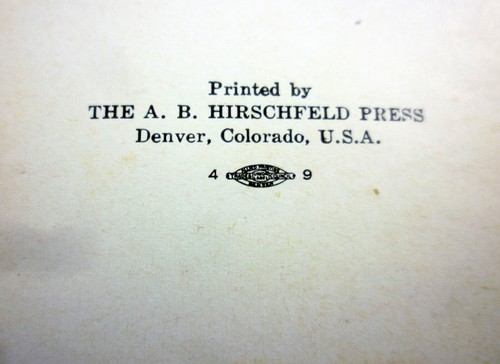 Printed by
THE A. B. HIRSCHFELD PRESS
Denver, Colorado, U.S.A.
4 9